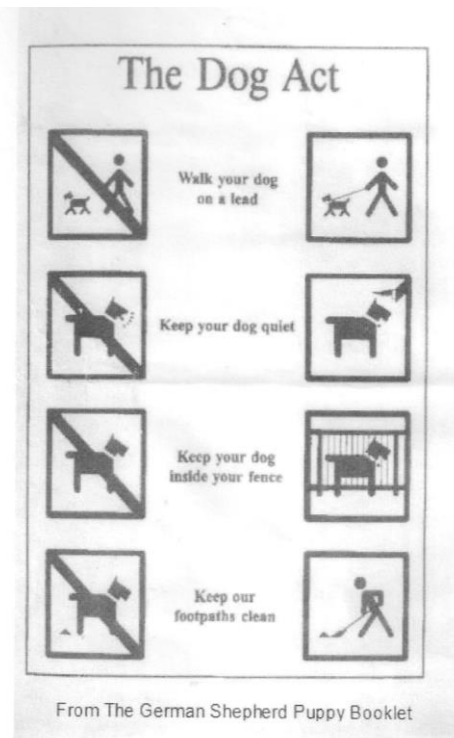 The Dog Act
Walk your dog
on a lead
Keep your dog quiet
Keep your dog
inside your fence
Keep our
footpaths clean
From The German Shepherd Puppy Booklet